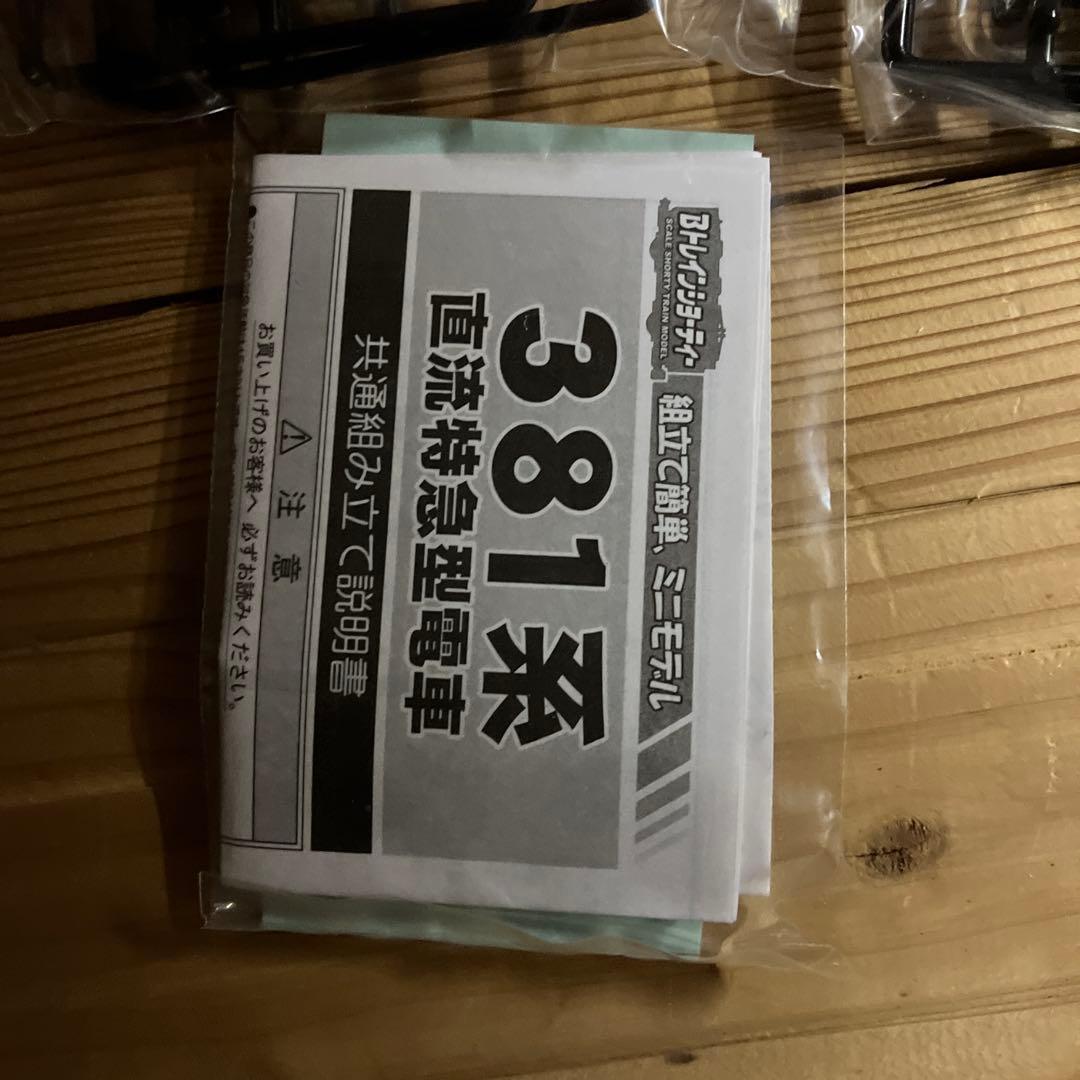 Bトレインショーティー
SCALE SHORTY TRAIN MODEL
組立て簡単、ミニモデル
381系
直流特急型電車
共通組み立て説明書
⚠ 注意
お買い上げのお客様へ 必ずお読みください。